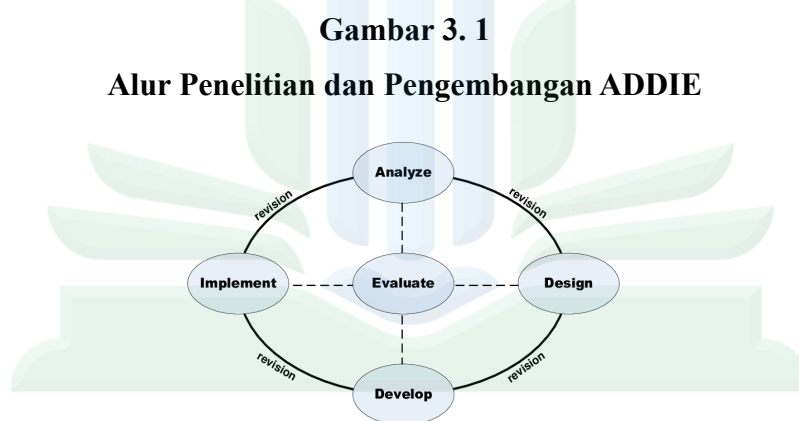 Gambar 3. 1
Alur Penelitian dan Pengembangan ADDIE
Analyze
revision
revision
Implement
Evaluate
Design
revision
revision
Develop